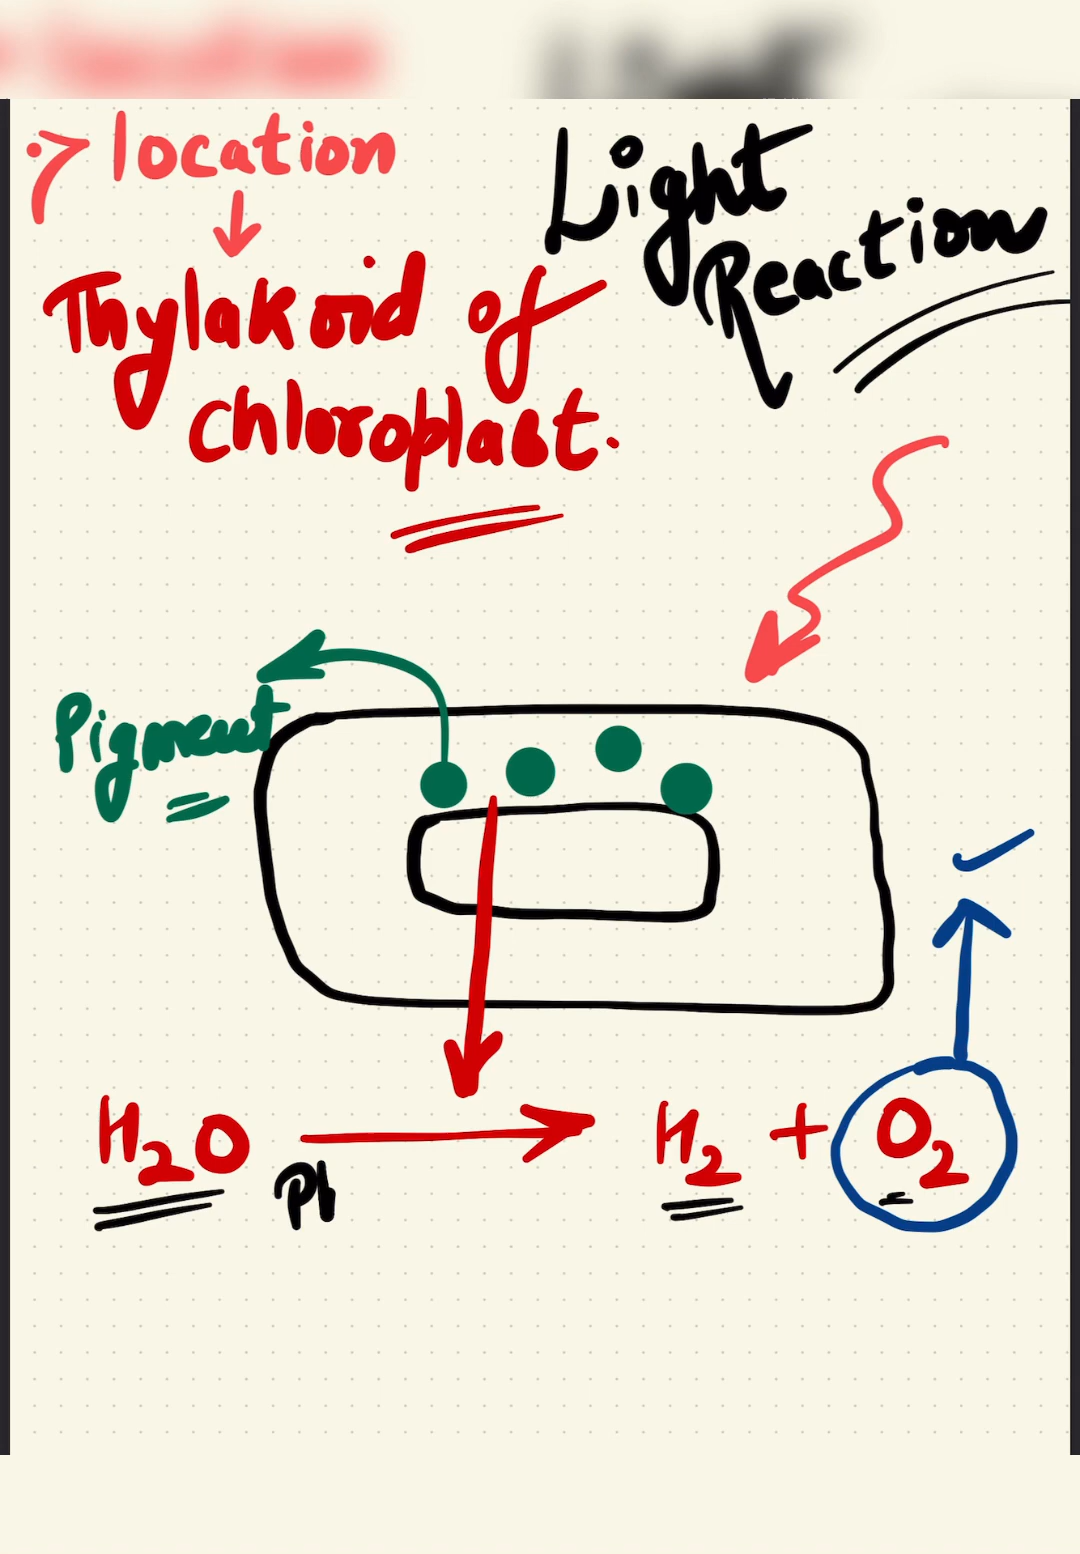 location
Light
Reaction
Thylakoid of
chloroplast.
Pigment
H₂O → H₂ + O₂
Ph